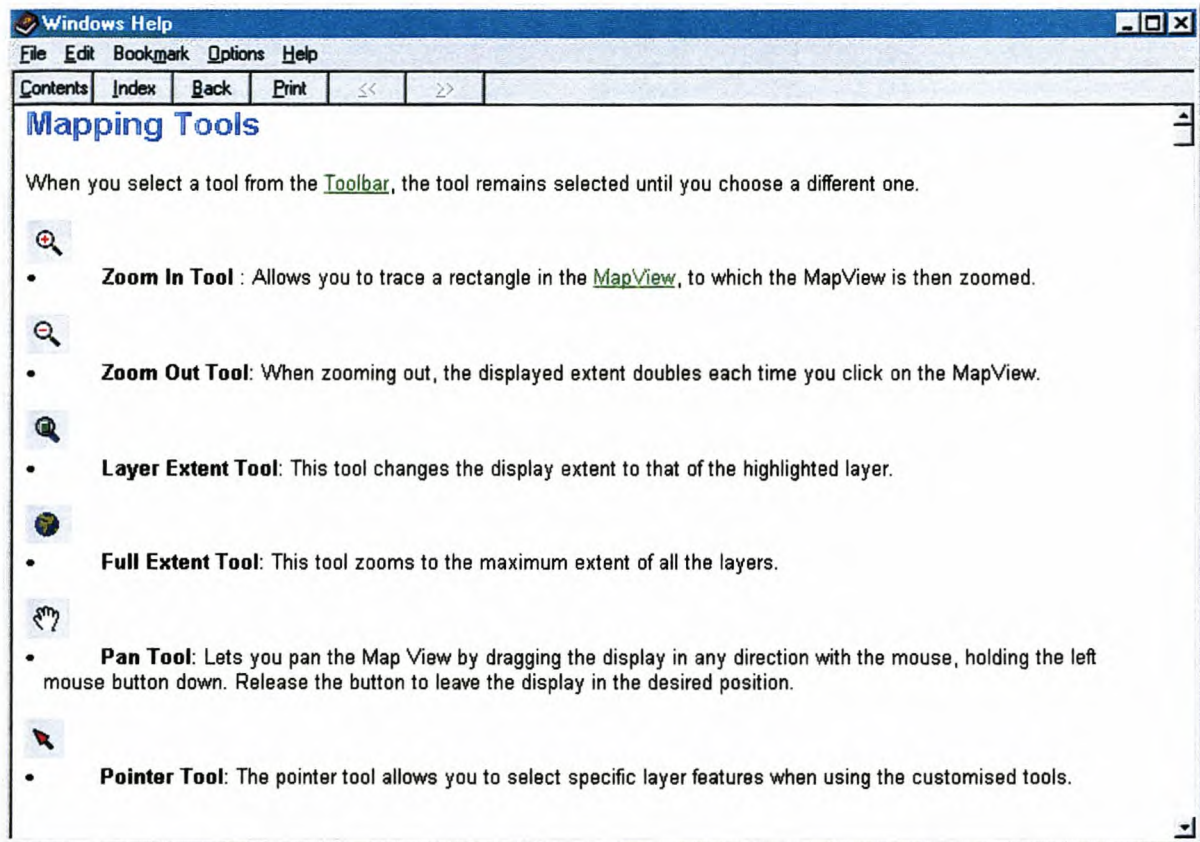 Windows Help
File Edit Bookmark Options Help
Contents Index Back Print << >>
Mapping Tools
When you select a tool from the Toolbar, the tool remains selected until you choose a different one.
• Zoom In Tool : Allows you to trace a rectangle in the MapView, to which the MapView is then zoomed.
• Zoom Out Tool: When zooming out, the displayed extent doubles each time you click on the MapView.
• Layer Extent Tool: This tool changes the display extent to that of the highlighted layer.
• Full Extent Tool: This tool zooms to the maximum extent of all the layers.
• Pan Tool: Lets you pan the Map View by dragging the display in any direction with the mouse, holding the left
mouse button down. Release the button to leave the display in the desired position.
• Pointer Tool: The pointer tool allows you to select specific layer features when using the customised tools.